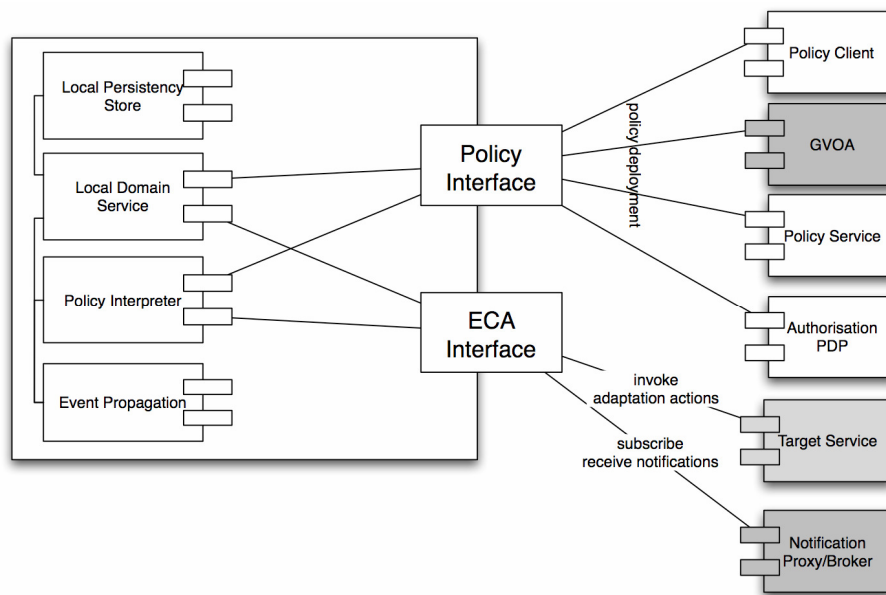 Local Persistency
Store
Local Domain
Service
Policy Interpreter
Event Propagation
Policy
Interface
ECA
Interface
policy deployment
invoke
adaptation actions
subscribe
receive notifications
Policy Client
GVOA
Policy Service
Authorisation
PDP
Target Service
Notification
Proxy/Broker